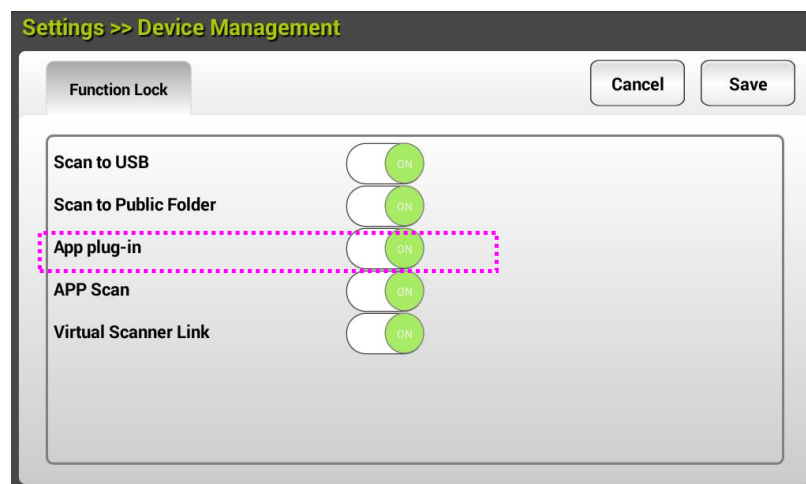 Settings >> Device Management
Function Lock
Cancel
Save
Scan to USB
ON
Scan to Public Folder
ON
App plug-in
ON
APP Scan
ON
Virtual Scanner Link
ON